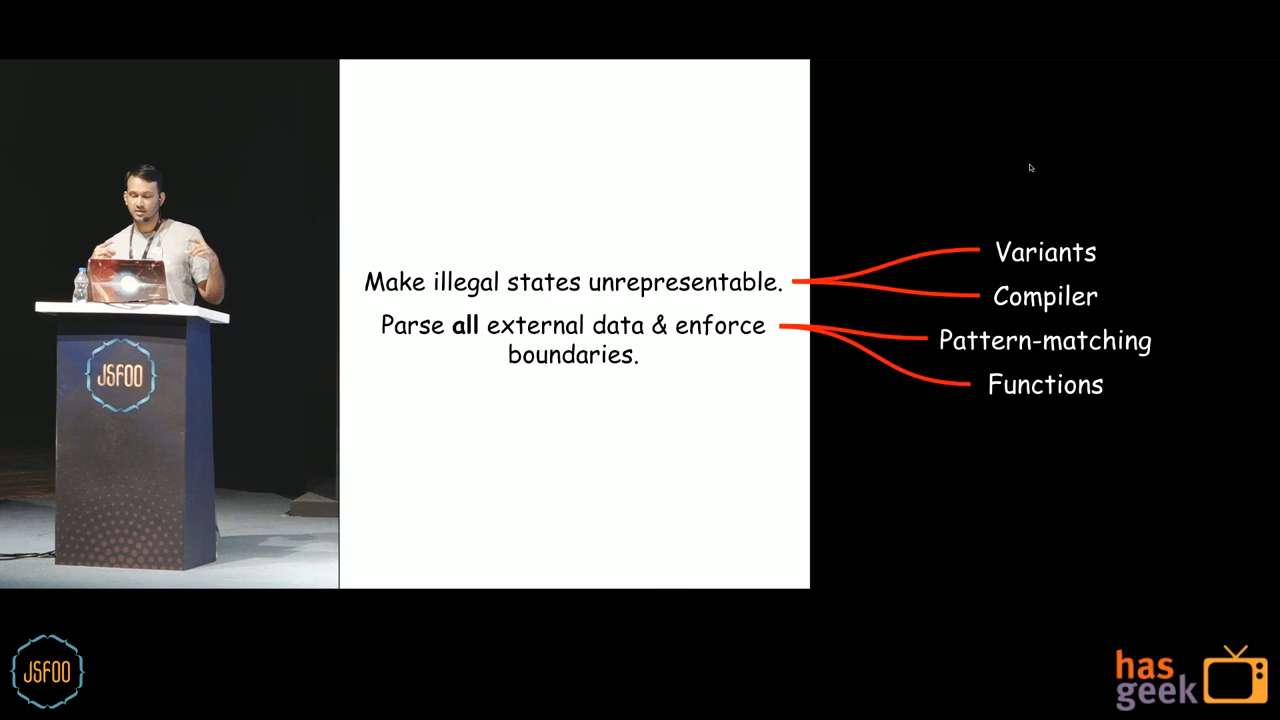 Make illegal states unrepresentable.
Parse all external data & enforce
boundaries.
Variants
Compiler
Pattern-matching
Functions
JSFOO
JSFOO
has
geek